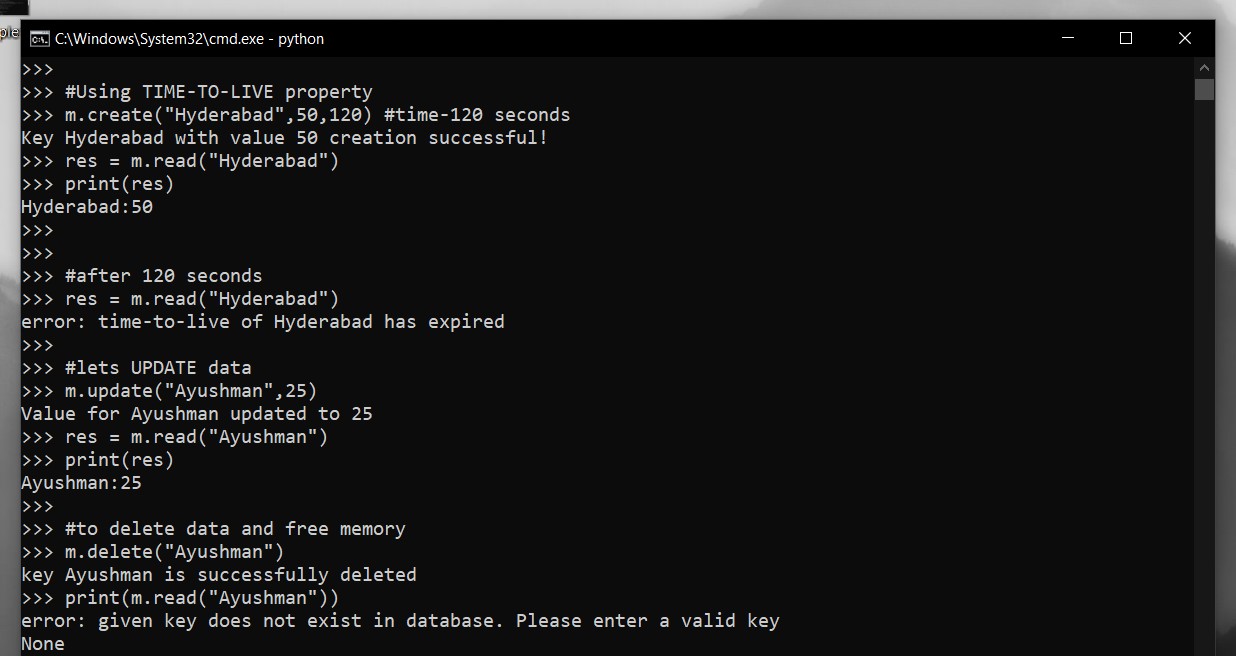 ple
C:\Windows\System32\cmd.exe - python
>>>
>>> #Using TIME-TO-LIVE property
>>> m.create("Hyderabad",50,120) #time-120 seconds
Key Hyderabad with value 50 creation successful!
>>> res = m.read("Hyderabad")
>>> print(res)
Hyderabad:50
>>>
>>>
>>> #after 120 seconds
>>> res = m.read("Hyderabad")
error: time-to-live of Hyderabad has expired
>>>
>>> #lets UPDATE data
>>> m.update("Ayushman",25)
Value for Ayushman updated to 25
>>> res = m.read("Ayushman")
>>> print(res)
Ayushman:25
>>>
>>> #to delete data and free memory
>>> m.delete("Ayushman")
key Ayushman is successfully deleted
>>> print(m.read("Ayushman"))
error: given key does not exist in database. Please enter a valid key
None